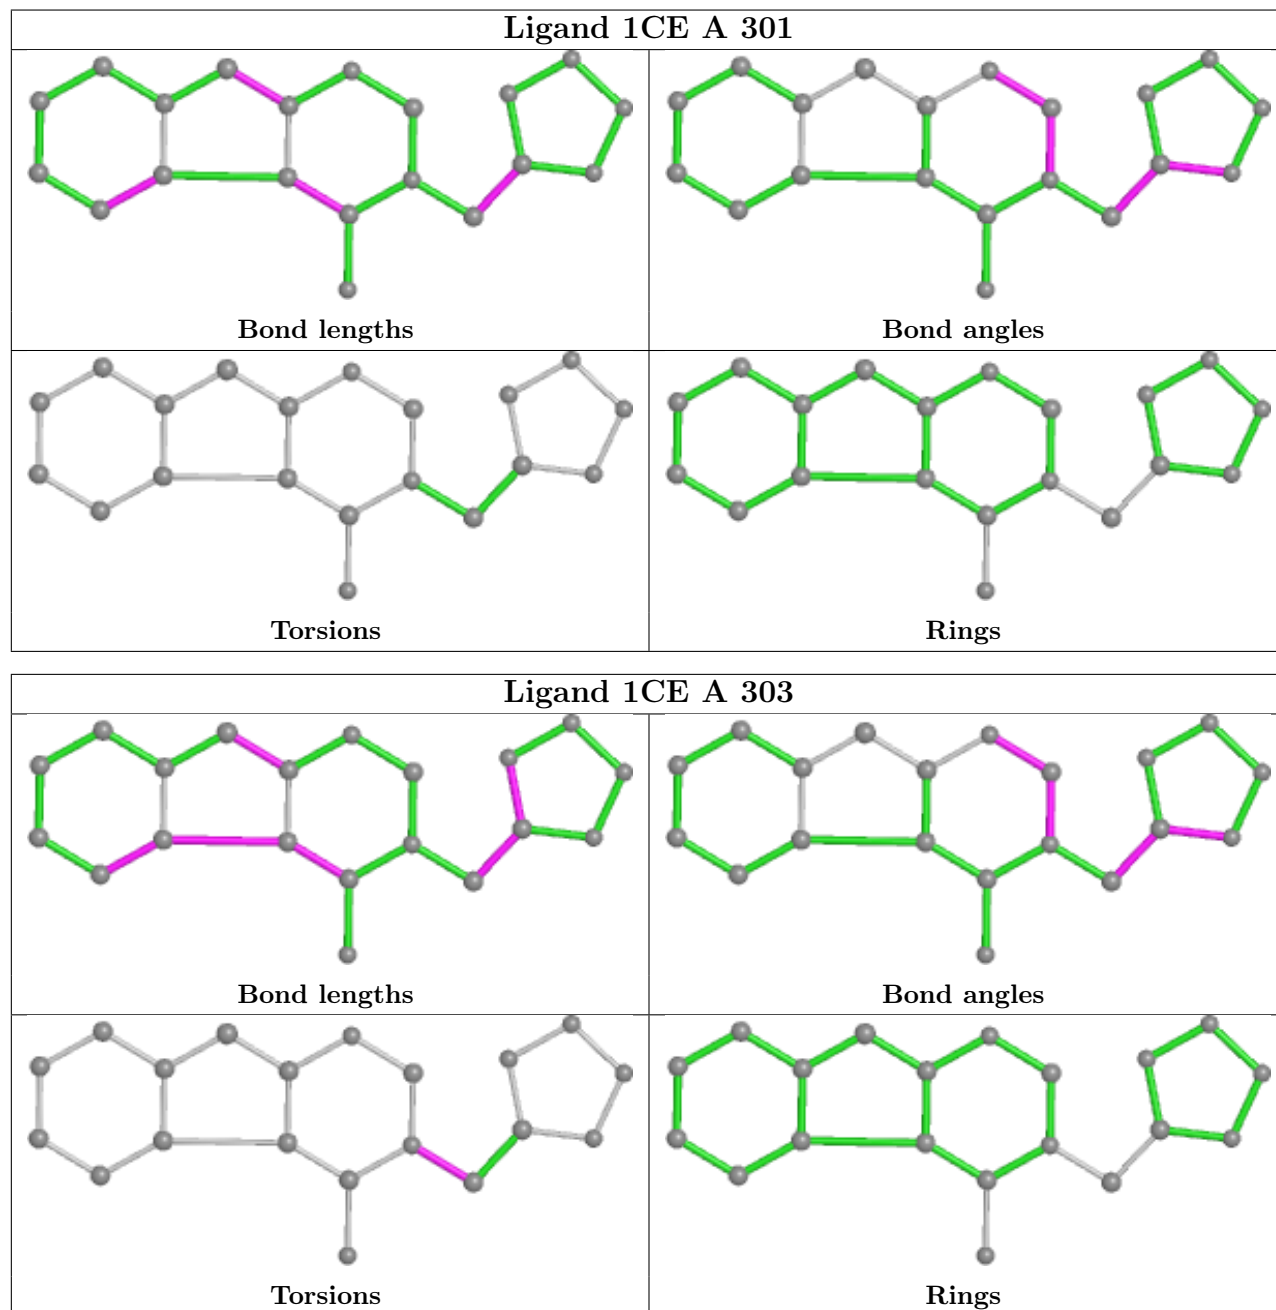 Ligand 1CE A 301
Bond lengths
Bond angles
Torsions
Rings
Ligand 1CE A 303
Bond lengths
Bond angles
Torsions
Rings